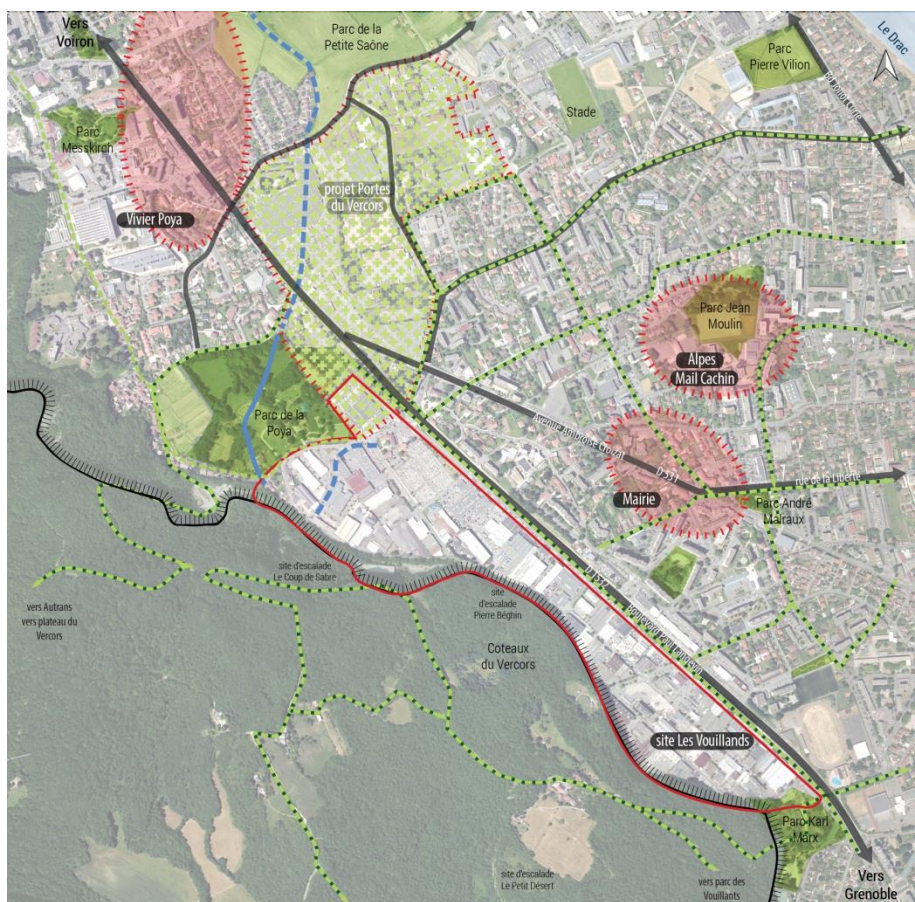 Vers
Voiron
Parc de la
Petite Saône
Le Drac
Parc
Pierre Villon
Bd Joliot Curie
Stade
Parc
Messkirch
projet Portes
du Vercors
Vivier Poya
Parc Jean
Moulin
Alpes
Mail Cachin
Parc de la
Poya
Avenue Ambroise Croizat
D 531
rue de la Liberté
Mairie
Parc André
Malraux
site d'escalade
Le Coup de Sabre
D 1532
Boulevard Paul Langevin
vers Autrans
vers plateau du
Vercors
site
d'escalade
Pierre Béghin
Coteaux
du Vercors
site Les Vouillands
Parc Karl
Marx
site d'escalade
Le Petit Désert
vers parc des
Vouillants
Vers
Grenoble